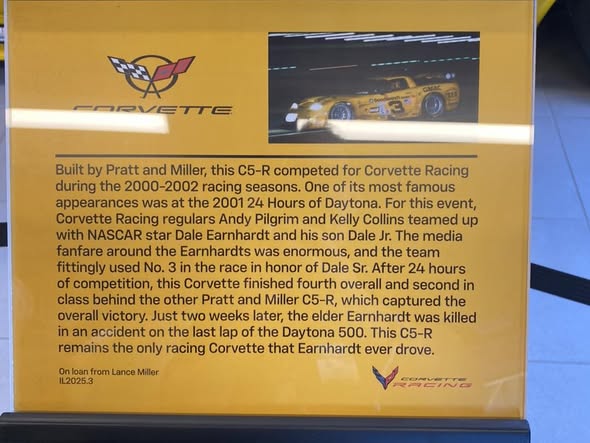 CORVETTE
3
GMAC
Built by Pratt and Miller, this C5-R competed for Corvette Racing
during the 2000-2002 racing seasons. One of its most famous
appearances was at the 2001 24 Hours of Daytona. For this event,
Corvette Racing regulars Andy Pilgrim and Kelly Collins teamed up
with NASCAR star Dale Earnhardt and his son Dale Jr. The media
fanfare around the Earnhardts was enormous, and the team
fittingly used No. 3 in the race in honor of Dale Sr. After 24 hours
of competition, this Corvette finished fourth overall and second in
class behind the other Pratt and Miller C5-R, which captured the
overall victory. Just two weeks later, the elder Earnhardt was killed
in an accident on the last lap of the Daytona 500. This C5-R
remains the only racing Corvette that Earnhardt ever drove.
On loan from Lance Miller
IL2025.3
CORVETTE
RACING